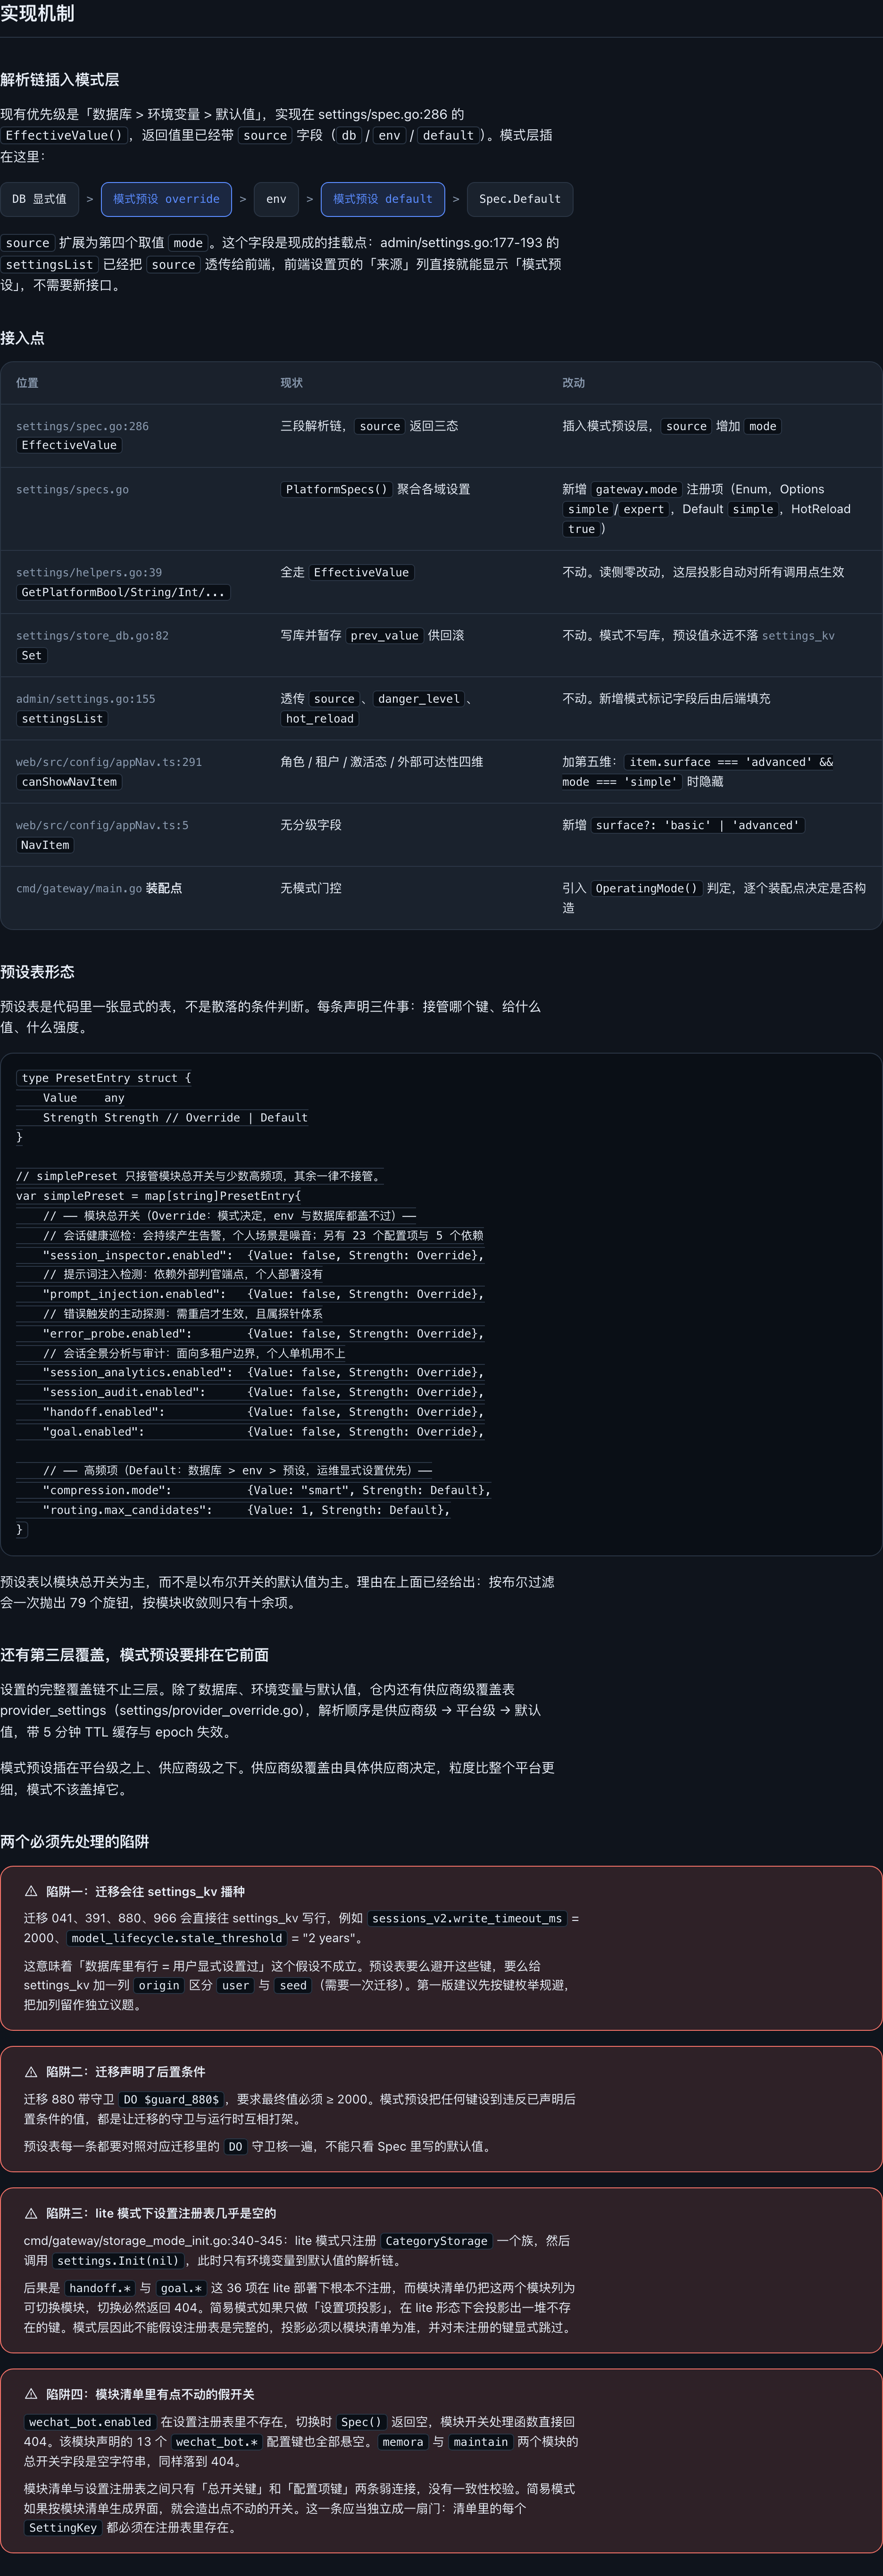 实现机制
解析链插入模式层
现有优先级是「数据库 > 环境变量 > 默认值」，实现在 settings/spec.go:286 的
EffectiveValue()，返回值里已经带 source 字段（db / env / default）。模式层插
在这里：
DB 显式值 > 模式预设 override > env > 模式预设 default > Spec.Default
source 扩展为第四个取值 mode。这个字段是现成的挂载点：admin/settings.go:177-193 的
settingsList 已经把 source 透传给前端，前端设置页的「来源」列直接就能显示「模式预
设」，不需要新接口。
接入点
位置 现状 改动
settings/spec.go:286 三段解析链，source 返回三态 插入模式预设层，source 增加 mode
EffectiveValue
settings/specs.go PlatformSpecs() 聚合各域设置 新增 gateway.mode 注册项（Enum，Options
simple/expert，Default simple，HotReload
true）
settings/helpers.go:39 全走 EffectiveValue 不动。读侧零改动，这层投影自动对所有调用点生效
GetPlatformBool/String/Int/...
settings/store_db.go:82 写库并暂存 prev_value 供回滚 不动。模式不写库，预设值永远不落 settings_kv
Set
admin/settings.go:155 透传 source、danger_level、 不动。新增模式标记字段后由后端填充
settingsList hot_reload
web/src/config/appNav.ts:291 角色 / 租户 / 激活态 / 外部可达性四维 加第五维：item.surface === 'advanced' &&
canShowNavItem mode === 'simple' 时隐藏
web/src/config/appNav.ts:5 无分级字段 新增 surface?: 'basic' | 'advanced'
NavItem
cmd/gateway/main.go 装配点 无模式门控 引入 OperatingMode() 判定，逐个装配点决定是否构
造
预设表形态
预设表是代码里一张显式的表，不是散落的条件判断。每条声明三件事：接管哪个键、给什么
值、什么强度。
type PresetEntry struct {
    Value    any
    Strength Strength // Override | Default
}
// simplePreset 只接管模块总开关与少数高频项，其余一律不接管。
var simplePreset = map[string]PresetEntry{
    // —— 模块总开关（Override：模式决定，env 与数据库都盖不过）——
    // 会话健康巡检：会持续产生告警，个人场景是噪音；另有 23 个配置项与 5 个依赖
    "session_inspector.enabled":  {Value: false, Strength: Override},
    // 提示词注入检测：依赖外部判官端点，个人部署没有
    "prompt_injection.enabled":   {Value: false, Strength: Override},
    // 错误触发的主动探测：需重启才生效，且属探针体系
    "error_probe.enabled":        {Value: false, Strength: Override},
    // 会话全景分析与审计：面向多租户边界，个人单机用不上
    "session_analytics.enabled":  {Value: false, Strength: Override},
    "session_audit.enabled":      {Value: false, Strength: Override},
    "handoff.enabled":            {Value: false, Strength: Override},
    "goal.enabled":               {Value: false, Strength: Override},
    // —— 高频项（Default：数据库 > env > 预设，运维显式设置优先）——
    "compression.mode":           {Value: "smart", Strength: Default},
    "routing.max_candidates":     {Value: 1, Strength: Default},
}
预设表以模块总开关为主，而不是以布尔开关的默认值为主。理由在上面已经给出：按布尔过滤
会一次抛出 79 个旋钮，按模块收敛则只有十余项。
还有第三层覆盖，模式预设要排在它前面
设置的完整覆盖链不止三层。除了数据库、环境变量与默认值，仓内还有供应商级覆盖表
provider_settings（settings/provider_override.go），解析顺序是供应商级 → 平台级 → 默认
值，带 5 分钟 TTL 缓存与 epoch 失效。
模式预设插在平台级之上、供应商级之下。供应商级覆盖由具体供应商决定，粒度比整个平台更
细，模式不该盖掉它。
两个必须先处理的陷阱
陷阱一：迁移会往 settings_kv 播种
迁移 041、391、880、966 会直接往 settings_kv 写行，例如 sessions_v2.write_timeout_ms =
2000、model_lifecycle.stale_threshold = "2 years"。
这意味着「数据库里有行 = 用户显式设置过」这个假设不成立。预设表要么避开这些键，要么给
settings_kv 加一列 origin 区分 user 与 seed（需要一次迁移）。第一版建议先按键枚举规避，
把加列留作独立议题。
陷阱二：迁移声明了后置条件
迁移 880 带守卫 DO $guard_880$，要求最终值必须 ≥ 2000。模式预设把任何键设到违反已声明后
置条件的值，都是让迁移的守卫与运行时互相打架。
预设表每一条都要对照对应迁移里的 DO 守卫核一遍，不能只看 Spec 里写的默认值。
陷阱三：lite 模式下设置注册表几乎是空的
cmd/gateway/storage_mode_init.go:340-345：lite 模式只注册 CategoryStorage 一个族，然后
调用 settings.Init(nil)，此时只有环境变量到默认值的解析链。
后果是 handoff.* 与 goal.* 这 36 项在 lite 部署下根本不注册，而模块清单仍把这两个模块列为
可切换模块，切换必然返回 404。简易模式如果只做「设置项投影」，在 lite 形态下会投影出一堆不存
在的键。模式层因此不能假设注册表是完整的，投影必须以模块清单为准，并对未注册的键显式跳过。
陷阱四：模块清单里有点不动的假开关
wechat_bot.enabled 在设置注册表里不存在，切换时 Spec() 返回空，模块开关处理函数直接回
404。该模块声明的 13 个 wechat_bot.* 配置键也全部悬空。memora 与 maintain 两个模块的
总开关字段是空字符串，同样落到 404。
模块清单与设置注册表之间只有「总开关键」和「配置项键」两条弱连接，没有一致性校验。简易模式
如果按模块清单生成界面，就会造出点不动的开关。这一条应当独立成一扇门：清单里的每个
SettingKey 都必须在注册表里存在。